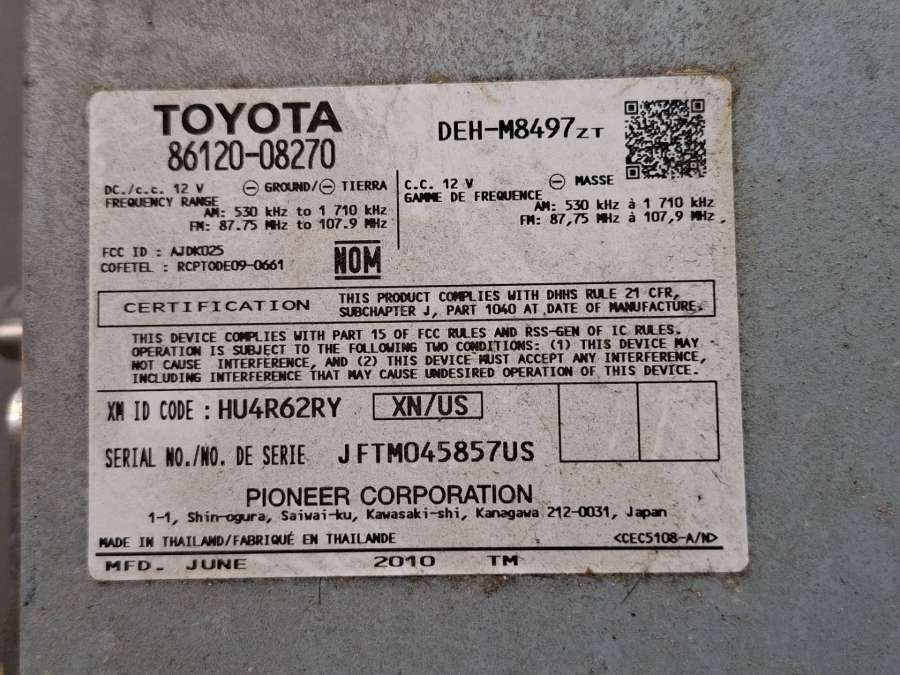 TOYOTA
86120-08270
DEH-M8497ZT
DC./c.c. 12 V ⊖ GROUND/⊖ TIERRA
FREQUENCY RANGE
AM: 530 kHz to 1 710 kHz
FM: 87.75 MHz to 107.9 MHz
C.C. 12 V ⊖ MASSE
GAMME DE FREQUENCE
AM: 530 kHz à 1 710 kHz
FM: 87,75 MHz à 107,9 MHz
FCC ID : AJDK025
COFETEL : RCPTODE09-0661
NOM
CERTIFICATION
THIS PRODUCT COMPLIES WITH DHHS RULE 21 CFR,
SUBCHAPTER J, PART 1040 AT DATE OF MANUFACTURE.
THIS DEVICE COMPLIES WITH PART 15 OF FCC RULES AND RSS-GEN OF IC RULES.
OPERATION IS SUBJECT TO THE FOLLOWING TWO CONDITIONS: (1) THIS DEVICE MAY
NOT CAUSE INTERFERENCE, AND (2) THIS DEVICE MUST ACCEPT ANY INTERFERENCE,
INCLUDING INTERFERENCE THAT MAY CAUSE UNDESIRED OPERATION OF THIS DEVICE.
XM ID CODE : HU4R62RY XN/US
SERIAL NO./NO. DE SERIE JFTM045857US
PIONEER CORPORATION
1-1, Shin-ogura, Saiwai-ku, Kawasaki-shi, Kanagawa 212-0031, Japan
MADE IN THAILAND/FABRIQUÉ EN THAILANDE <CEC5108-A/N>
MFD. JUNE 2010 TM